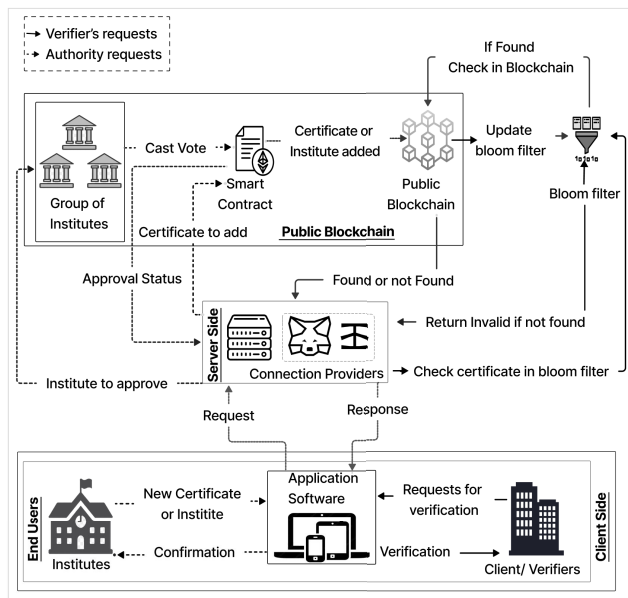 Verifier's requests
Authority requests
If Found
Check in Blockchain
Cast Vote
Certificate or
Institute added
Update
bloom filter
1010
Bloom filter
Group of
Institutes
Smart
Contract
Public
Blockchain
Certificate to add
Public Blockchain
Approval Status
Found or not Found
Server Side
Return Invalid if not found
Connection Providers
Check certificate in bloom filter
Institute to approve
Request
Response
End Users
New Certificate
or Institite
Application
Software
Requests for
verification
Client Side
Confirmation
Verification
Institutes
Client/ Verifiers